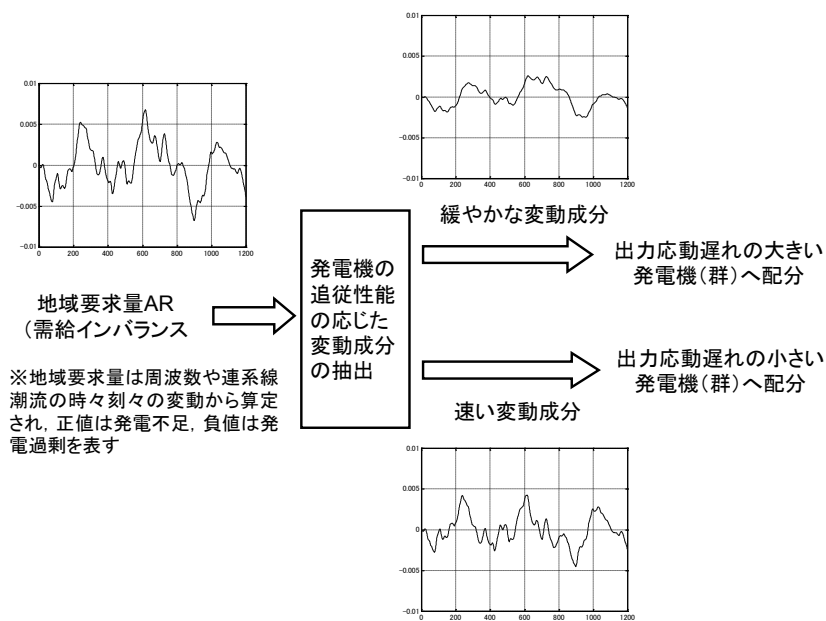 0.01
0.005
0
−0.005
−0.01
0 200 400 600 800 1000 1200
地域要求量AR
（需給インバランス
※地域要求量は周波数や連系線
潮流の時々刻々の変動から算定
され，正値は発電不足，負値は発
電過剰を表す
発電機の
追従性能
の応じた
変動成分
の抽出
0.01
0.005
0
−0.005
−0.01
0 200 400 600 800 1000 1200
緩やかな変動成分
出力応動遅れの大きい
発電機（群）へ配分
出力応動遅れの小さい
発電機（群）へ配分
速い変動成分
0.01
0.005
0
−0.005
−0.01
0 200 400 600 800 1000 1200